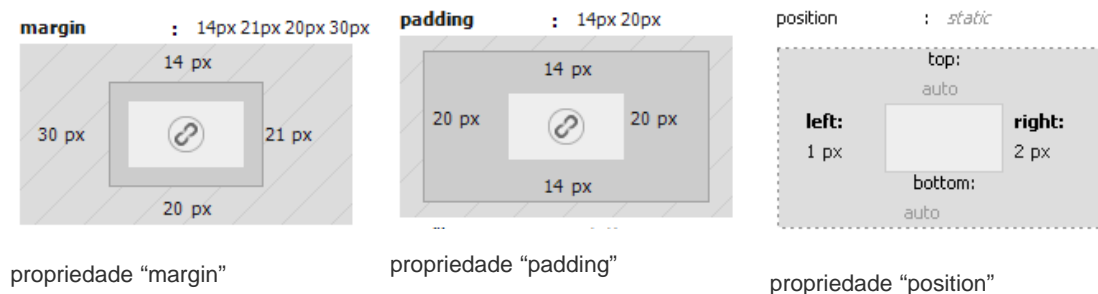 margin : 14px 21px 20px 30px
14 px
30 px
21 px
20 px
propriedade “margin”
padding : 14px 20px
14 px
20 px
20 px
14 px
propriedade “padding”
position : static
top:
auto
left:
right:
1 px
2 px
bottom:
auto
propriedade “position”